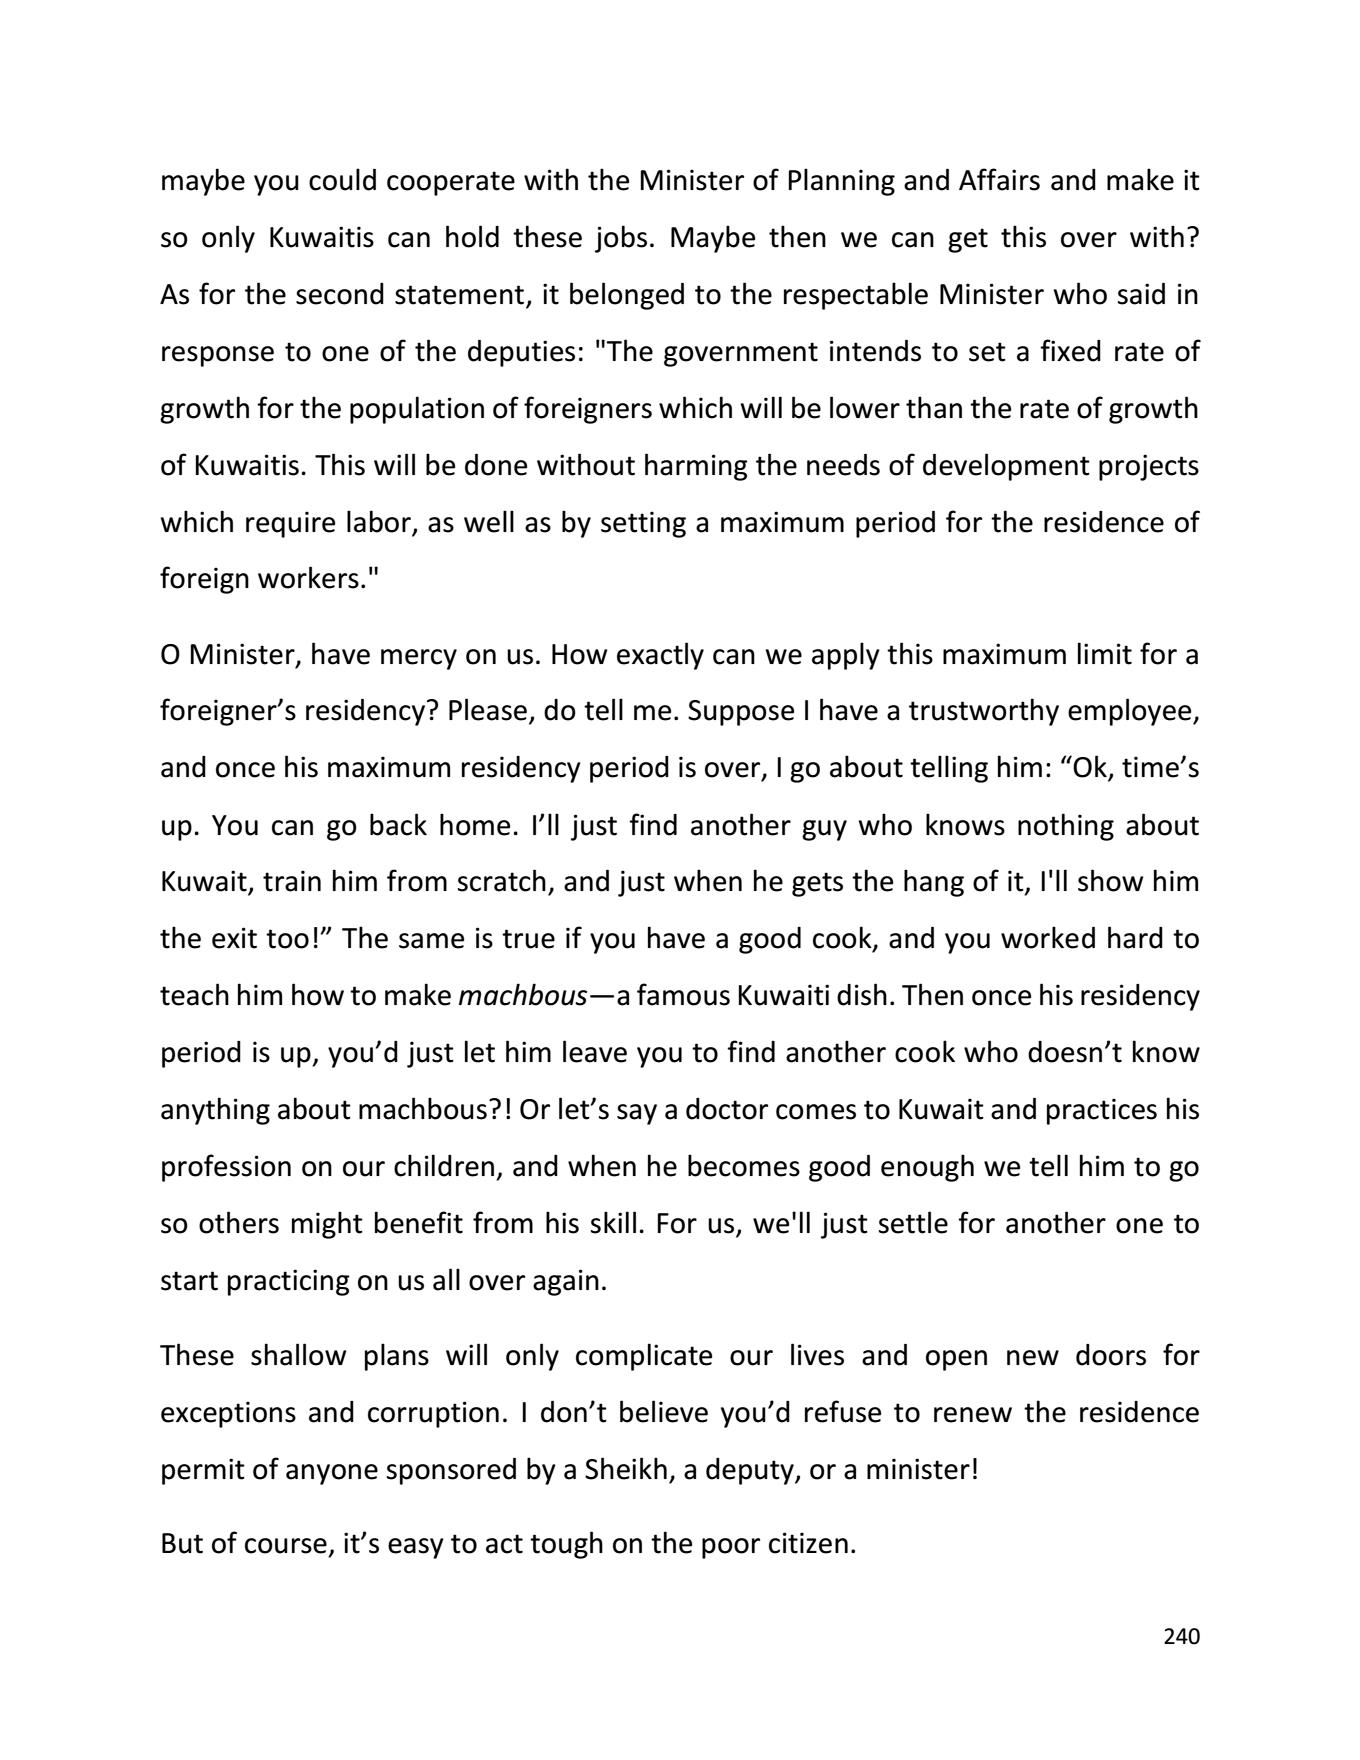 maybe you could cooperate with the Minister of Planning and Affairs and make it
so only Kuwaitis can hold these jobs. Maybe then we can get this over with?
As for the second statement, it belonged to the respectable Minister who said in
response to one of the deputies: "The government intends to set a fixed rate of
growth for the population of foreigners which will be lower than the rate of growth
of Kuwaitis. This will be done without harming the needs of development projects
which require labor, as well as by setting a maximum period for the residence of
foreign workers."
O Minister, have mercy on us. How exactly can we apply this maximum limit for a
foreigner’s residency? Please, do tell me. Suppose I have a trustworthy employee,
and once his maximum residency period is over, I go about telling him: “Ok, time’s
up. You can go back home. I’ll just find another guy who knows nothing about
Kuwait, train him from scratch, and just when he gets the hang of it, I'll show him
the exit too!” The same is true if you have a good cook, and you worked hard to
teach him how to make machbous—a famous Kuwaiti dish. Then once his residency
period is up, you’d just let him leave you to find another cook who doesn’t know
anything about machbous?! Or let’s say a doctor comes to Kuwait and practices his
profession on our children, and when he becomes good enough we tell him to go
so others might benefit from his skill. For us, we'll just settle for another one to
start practicing on us all over again.
These shallow plans will only complicate our lives and open new doors for
exceptions and corruption. I don’t believe you’d refuse to renew the residence
permit of anyone sponsored by a Sheikh, a deputy, or a minister!
But of course, it’s easy to act tough on the poor citizen.
240